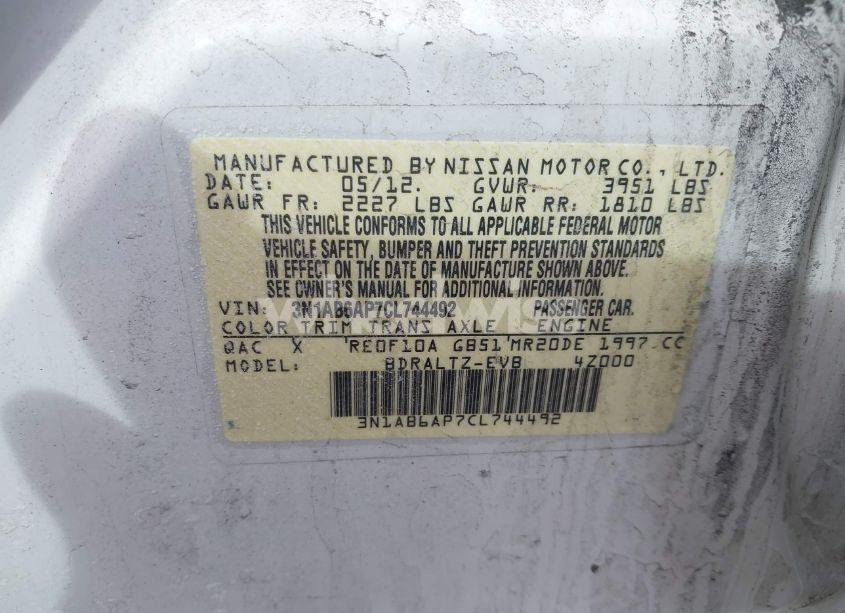 MANUFACTURED BY NISSAN MOTOR CO., LTD.
DATE: 05/12. GVWR: 3951 LBS
GAWR FR: 2227 LBS GAWR RR: 1810 LBS
THIS VEHICLE CONFORMS TO ALL APPLICABLE FEDERAL MOTOR
VEHICLE SAFETY, BUMPER AND THEFT PREVENTION STANDARDS
IN EFFECT ON THE DATE OF MANUFACTURE SHOWN ABOVE.
SEE OWNER'S MANUAL FOR ADDITIONAL INFORMATION.
VIN: 3N1AB6AP7CL744492 PASSENGER CAR.
COLOR TRIM TRANS AXLE ENGINE
QAC X RE0F10A GB51 MR20DE 1997 CC
MODEL: BDRALTZ-EVB 4Z000
3N1AB6AP7CL744492